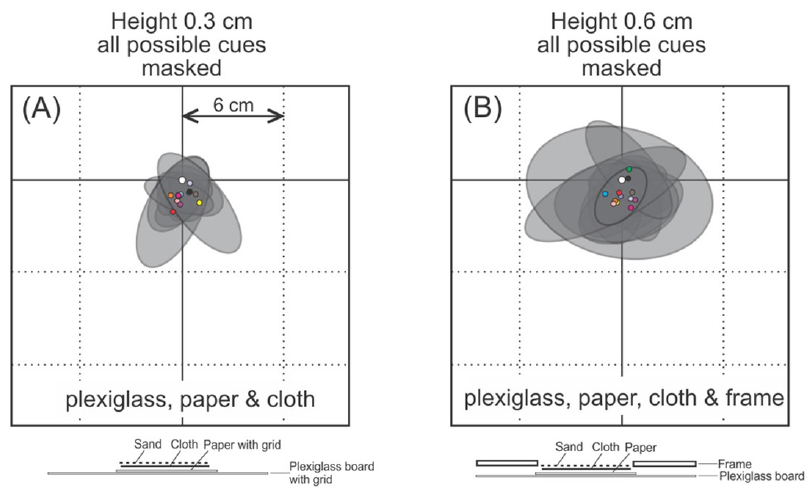 Height 0.3 cm
all possible cues
masked
(A)
6 cm
plexiglass, paper & cloth
Sand Cloth Paper with grid
Plexiglass board
with grid
Height 0.6 cm
all possible cues
masked
(B)
plexiglass, paper, cloth & frame
Sand Cloth Paper
Frame
Plexiglass board